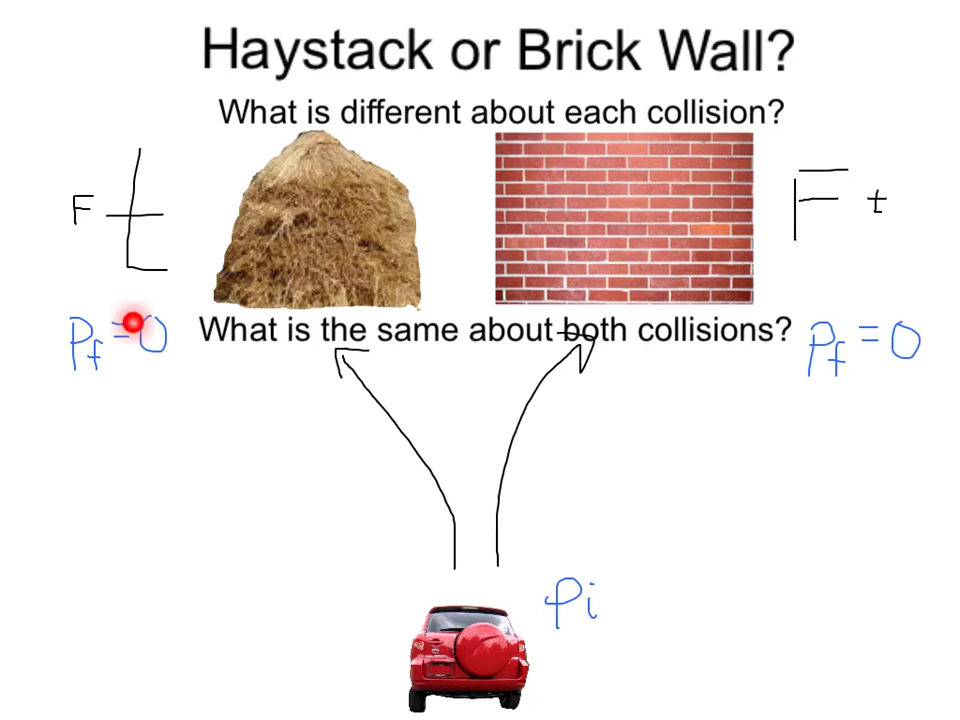 Haystack or Brick Wall?
What is different about each collision?
F t
F t
Pf = 0
What is the same about both collisions?
Pf = 0
Pi